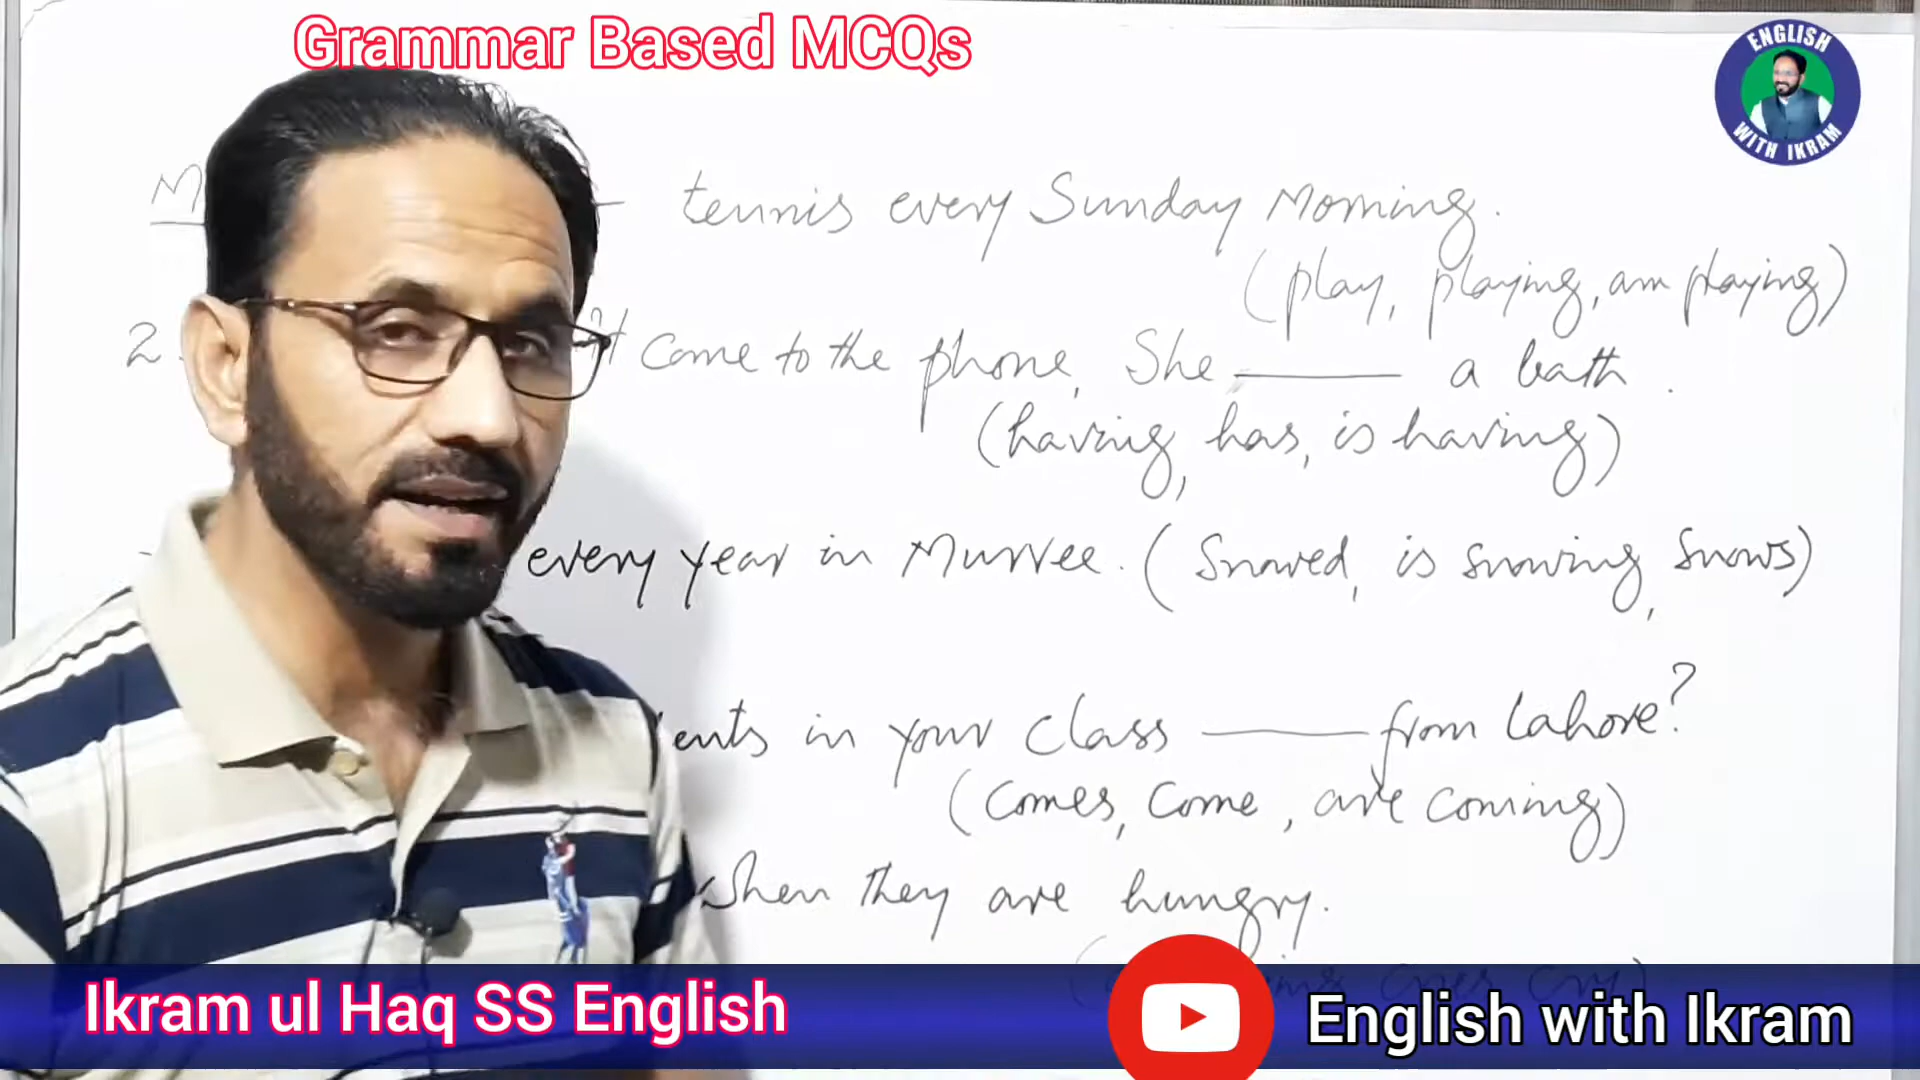 Grammar Based MCQs
ENGLISH WITH IKRAM
tennis every Sunday Morning.
(play, playing, am playing)
2. come to the phone, She ______ a bath.
(having, has, is having)
every year in Murree. (Snowed, is snowing, snows)
ents in your class ______ from Lahore?
(comes, come, are coming)
when they are hungry.
Ikram ul Haq SS English
English with Ikram